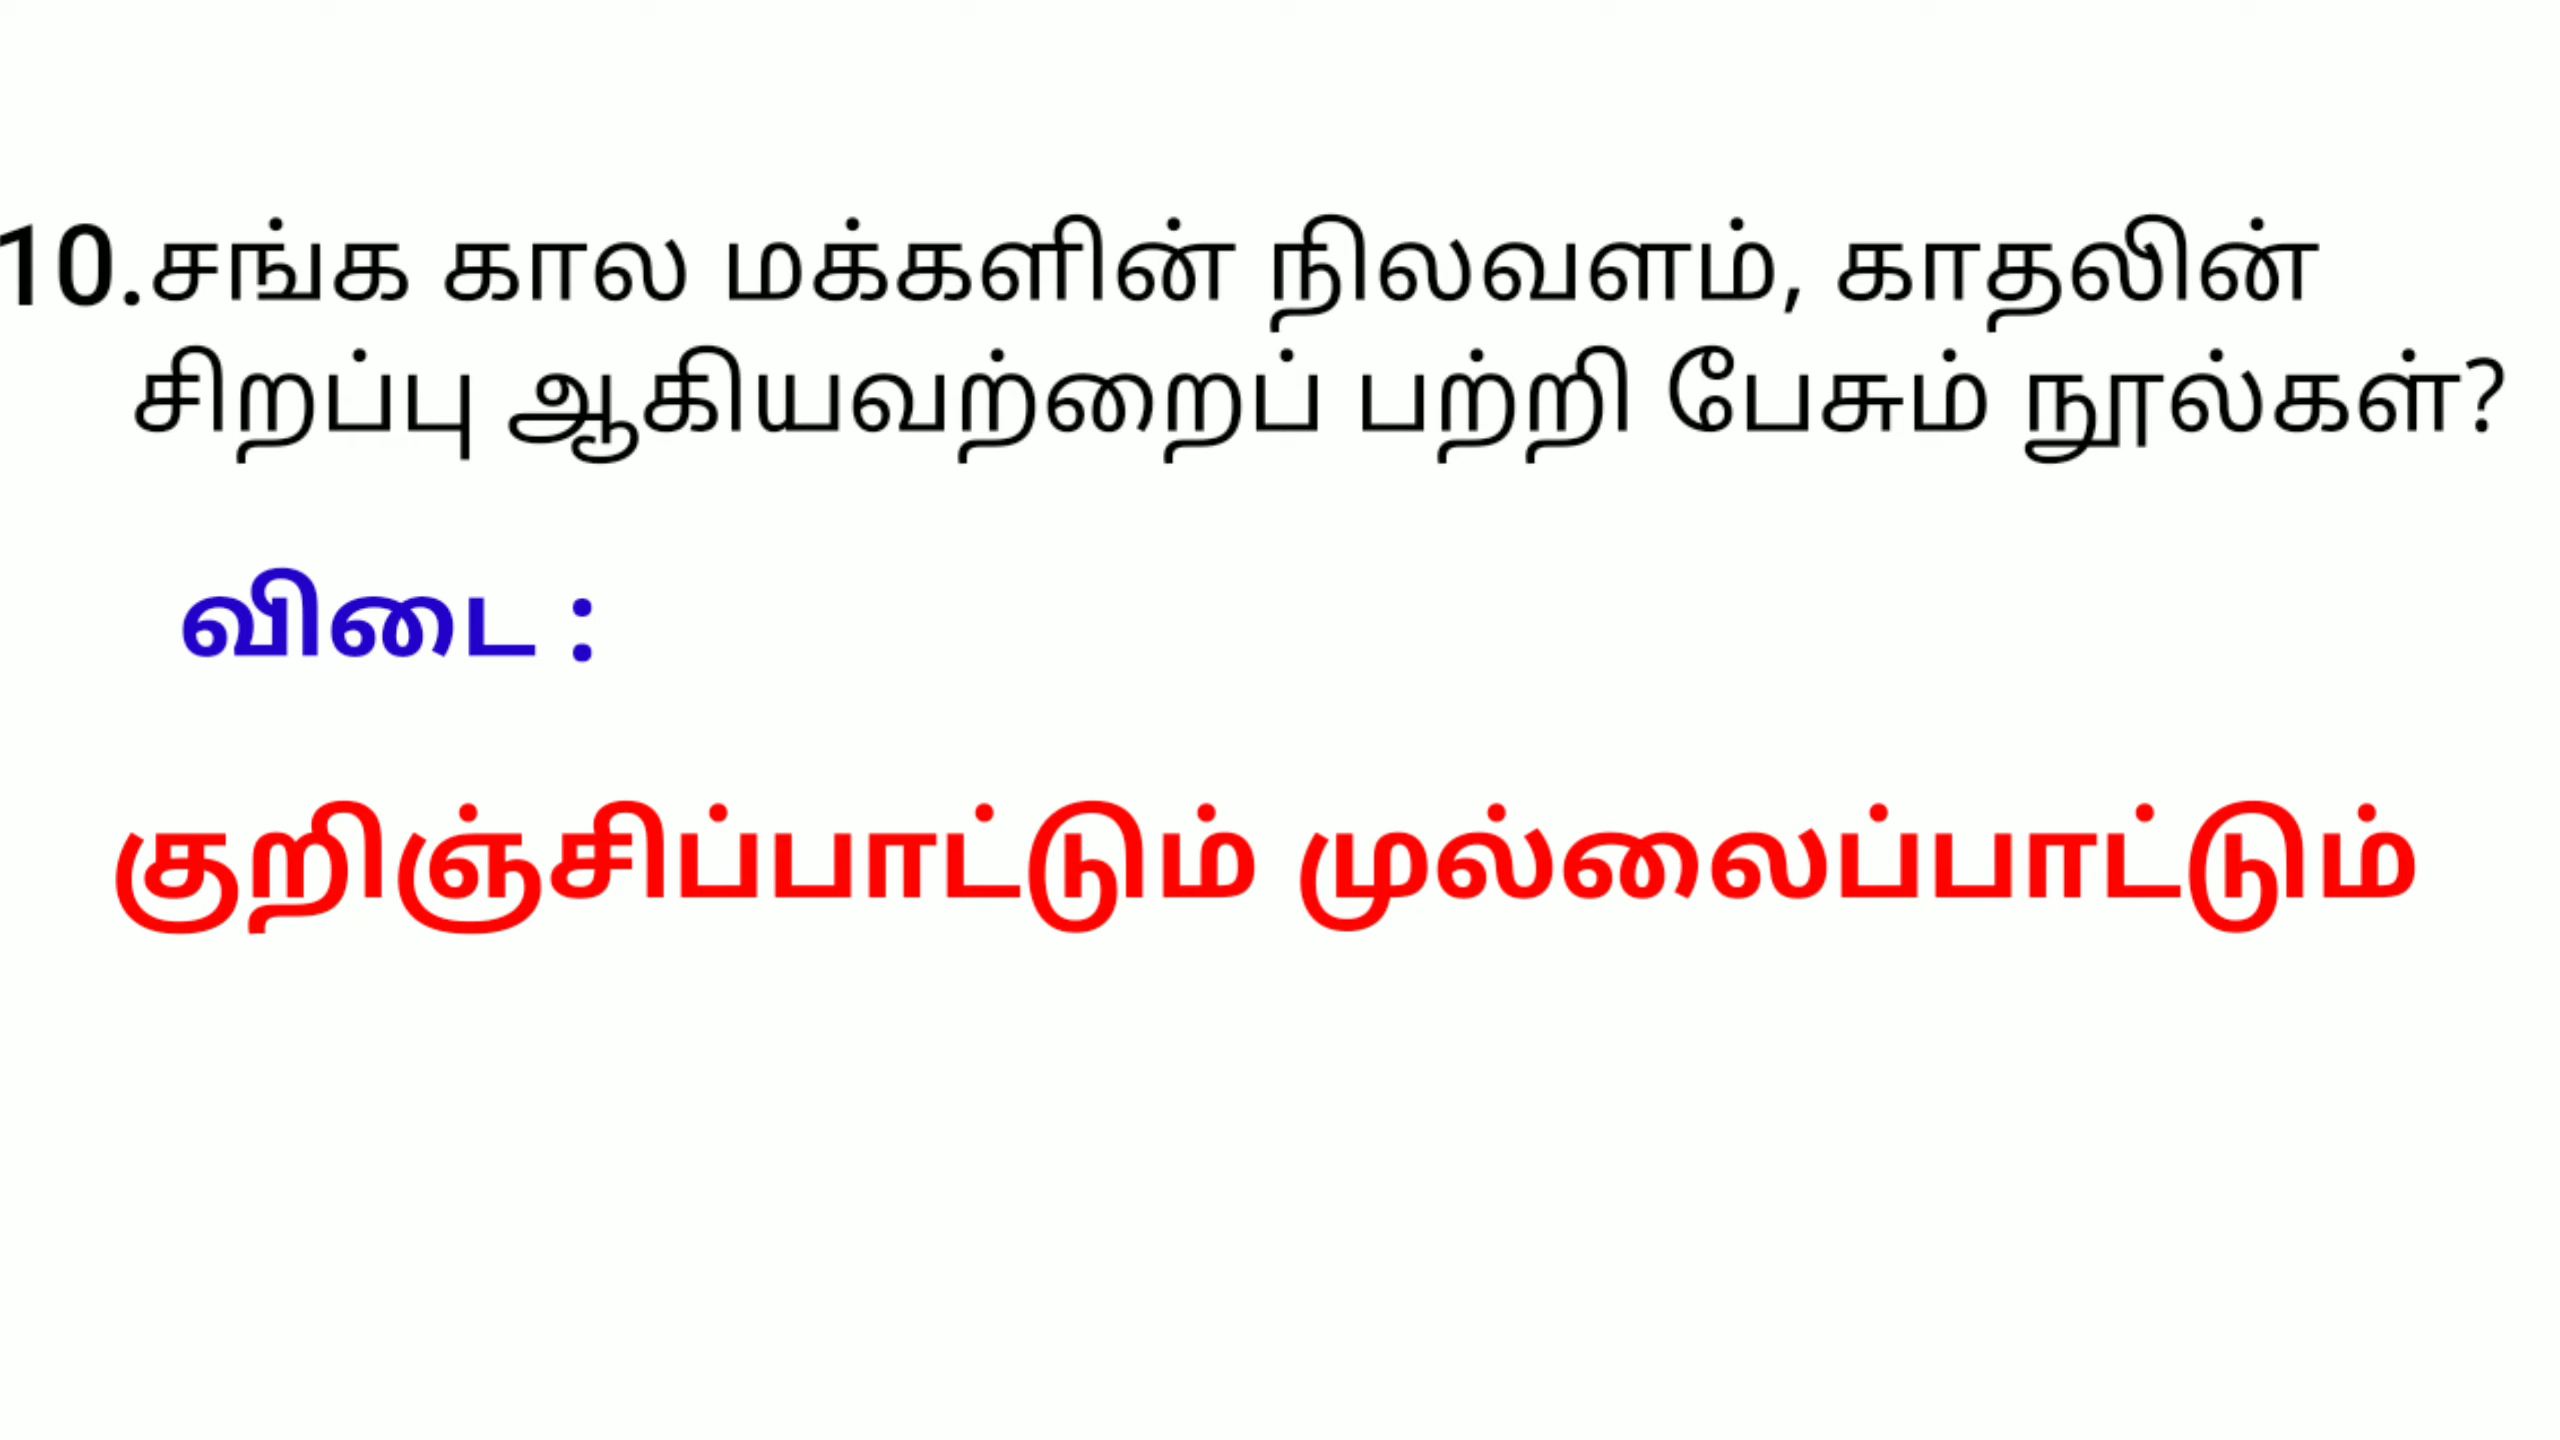 10.சங்க கால மக்களின் நிலவளம், காதலின்
சிறப்பு ஆகியவற்றைப் பற்றி பேசும் நூல்கள்?
விடை :
குறிஞ்சிப்பாட்டும் முல்லைப்பாட்டும்